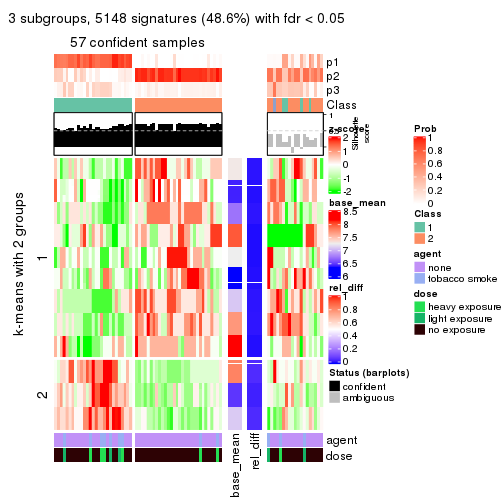 3 subgroups, 5148 signatures (48.6%) with fdr < 0.05
57 confident samples
p1
p2
p3
Class
1
0.5
Silhouette
score
k-means with 2 groups
1
2
agent
dose
base_mean
rel_diff
z-score
2
1
0
-1
-2
base_mean
8.5
8
7.5
7
6.5
6
rel_diff
1
0.8
0.6
0.4
0.2
0
Status (barplots)
confident
ambiguous
Prob
1
0.8
0.6
0.4
0.2
0
Class
1
2
agent
none
tobacco smoke
dose
heavy exposure
light exposure
no exposure